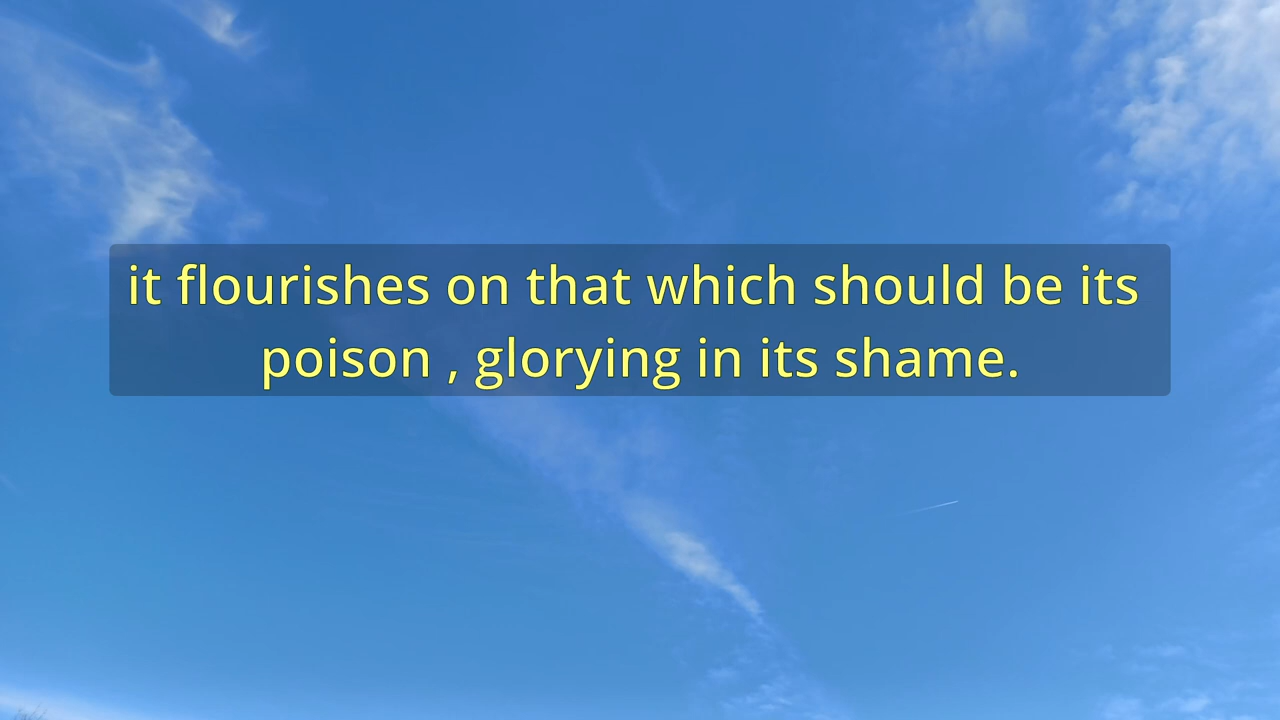 it flourishes on that which should be its
poison , glorying in its shame.